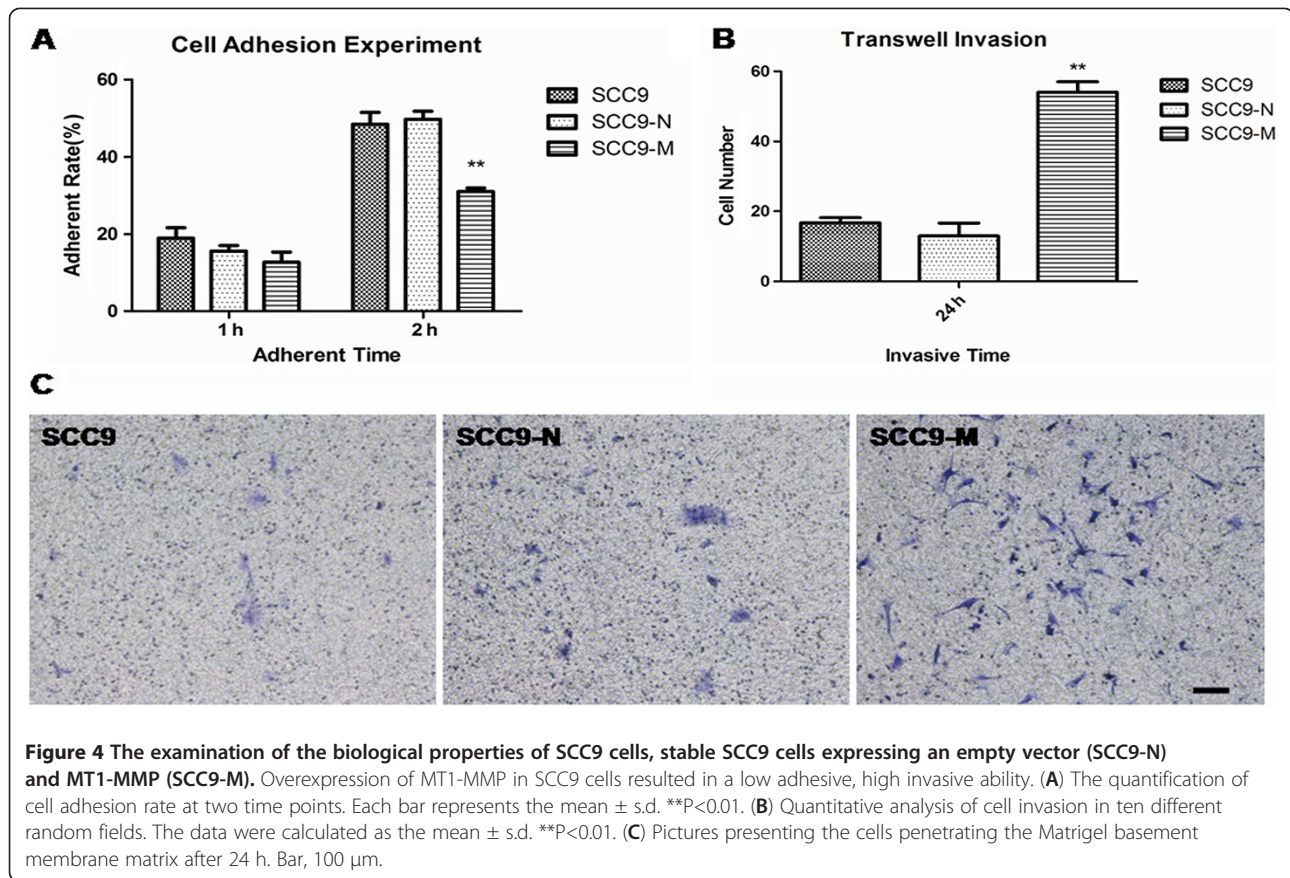 A
Cell Adhesion Experiment
60
40
20
0
Adherent Rate(%)
**
1 h
2 h
Adherent Time
SCC9
SCC9-N
SCC9-M
B
Transwell Invasion
60
40
20
0
Cell Number
**
24 h
Invasive Time
SCC9
SCC9-N
SCC9-M
C
SCC9
SCC9-N
SCC9-M
Figure 4 The examination of the biological properties of SCC9 cells, stable SCC9 cells expressing an empty vector (SCC9-N)
and MT1-MMP (SCC9-M). Overexpression of MT1-MMP in SCC9 cells resulted in a low adhesive, high invasive ability. (A) The quantification of
cell adhesion rate at two time points. Each bar represents the mean ± s.d. **P<0.01. (B) Quantitative analysis of cell invasion in ten different
random fields. The data were calculated as the mean ± s.d. **P<0.01. (C) Pictures presenting the cells penetrating the Matrigel basement
membrane matrix after 24 h. Bar, 100 μm.